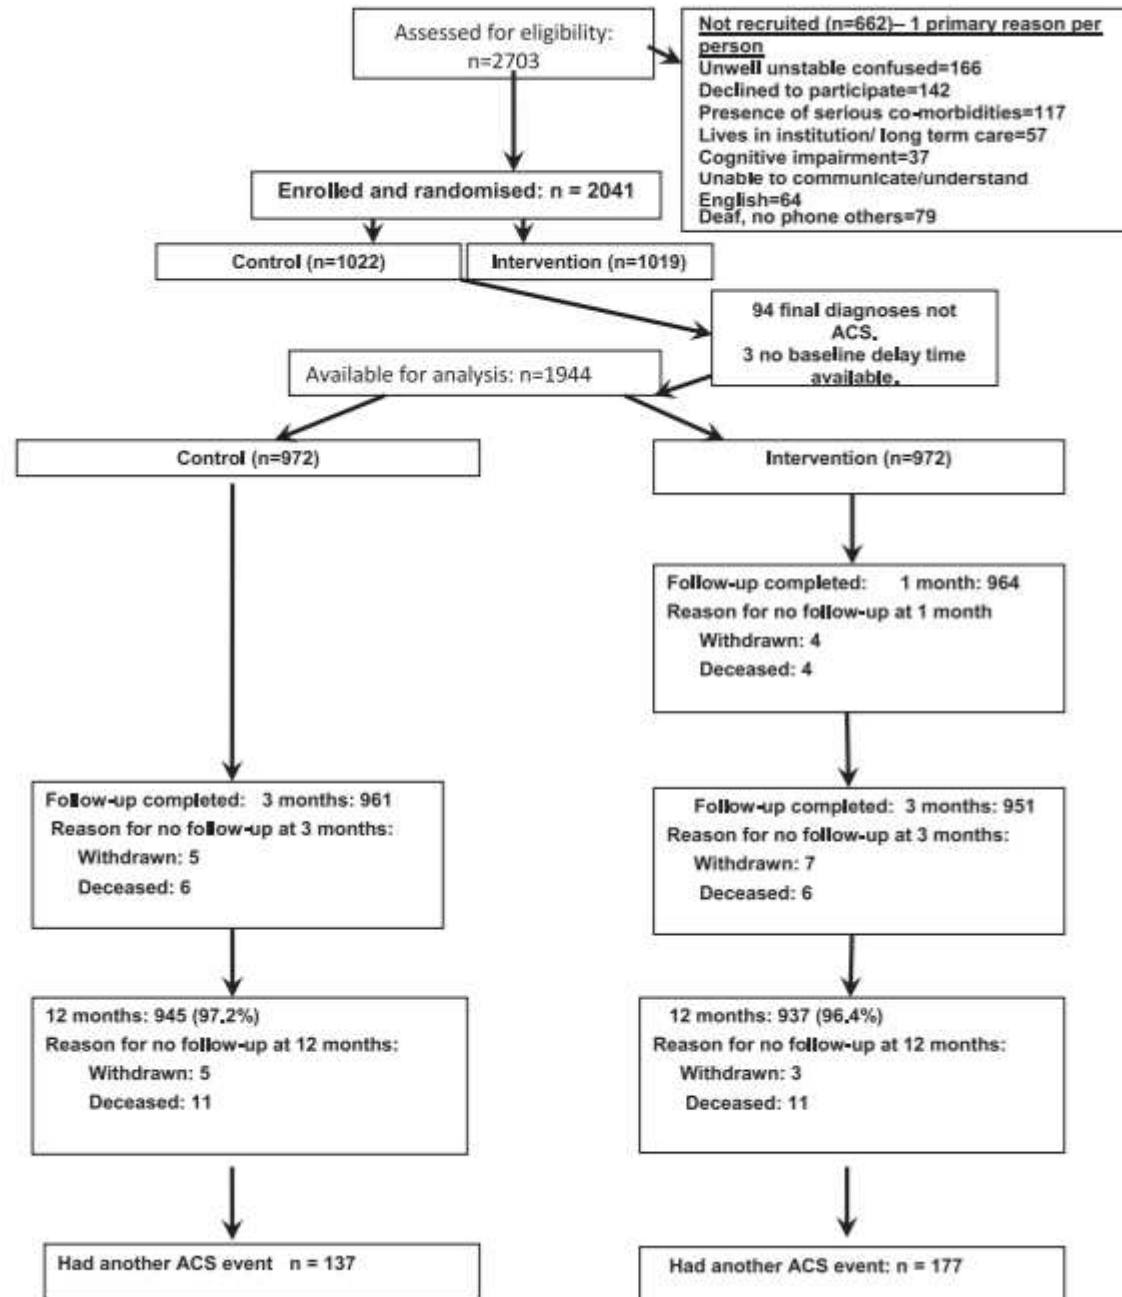 Assessed for eligibility:
n=2703
Not recruited (n=662)– 1 primary reason per
person
Unwell unstable confused=166
Declined to participate=142
Presence of serious co-morbidities=117
Lives in institution/ long term care=57
Cognitive impairment=37
Unable to communicate/understand
English=64
Deaf, no phone others=79
Enrolled and randomised: n = 2041
Control (n=1022)
Intervention (n=1019)
94 final diagnoses not
ACS.
3 no baseline delay time
available.
Available for analysis: n=1944
Control (n=972)
Intervention (n=972)
Follow-up completed: 1 month: 964
Reason for no follow-up at 1 month
Withdrawn: 4
Deceased: 4
Follow-up completed: 3 months: 961
Reason for no follow-up at 3 months:
Withdrawn: 5
Deceased: 6
Follow-up completed: 3 months: 951
Reason for no follow-up at 3 months:
Withdrawn: 7
Deceased: 6
12 months: 945 (97.2%)
Reason for no follow-up at 12 months:
Withdrawn: 5
Deceased: 11
12 months: 937 (96.4%)
Reason for no follow-up at 12 months:
Withdrawn: 3
Deceased: 11
Had another ACS event n = 137
Had another ACS event: n = 177